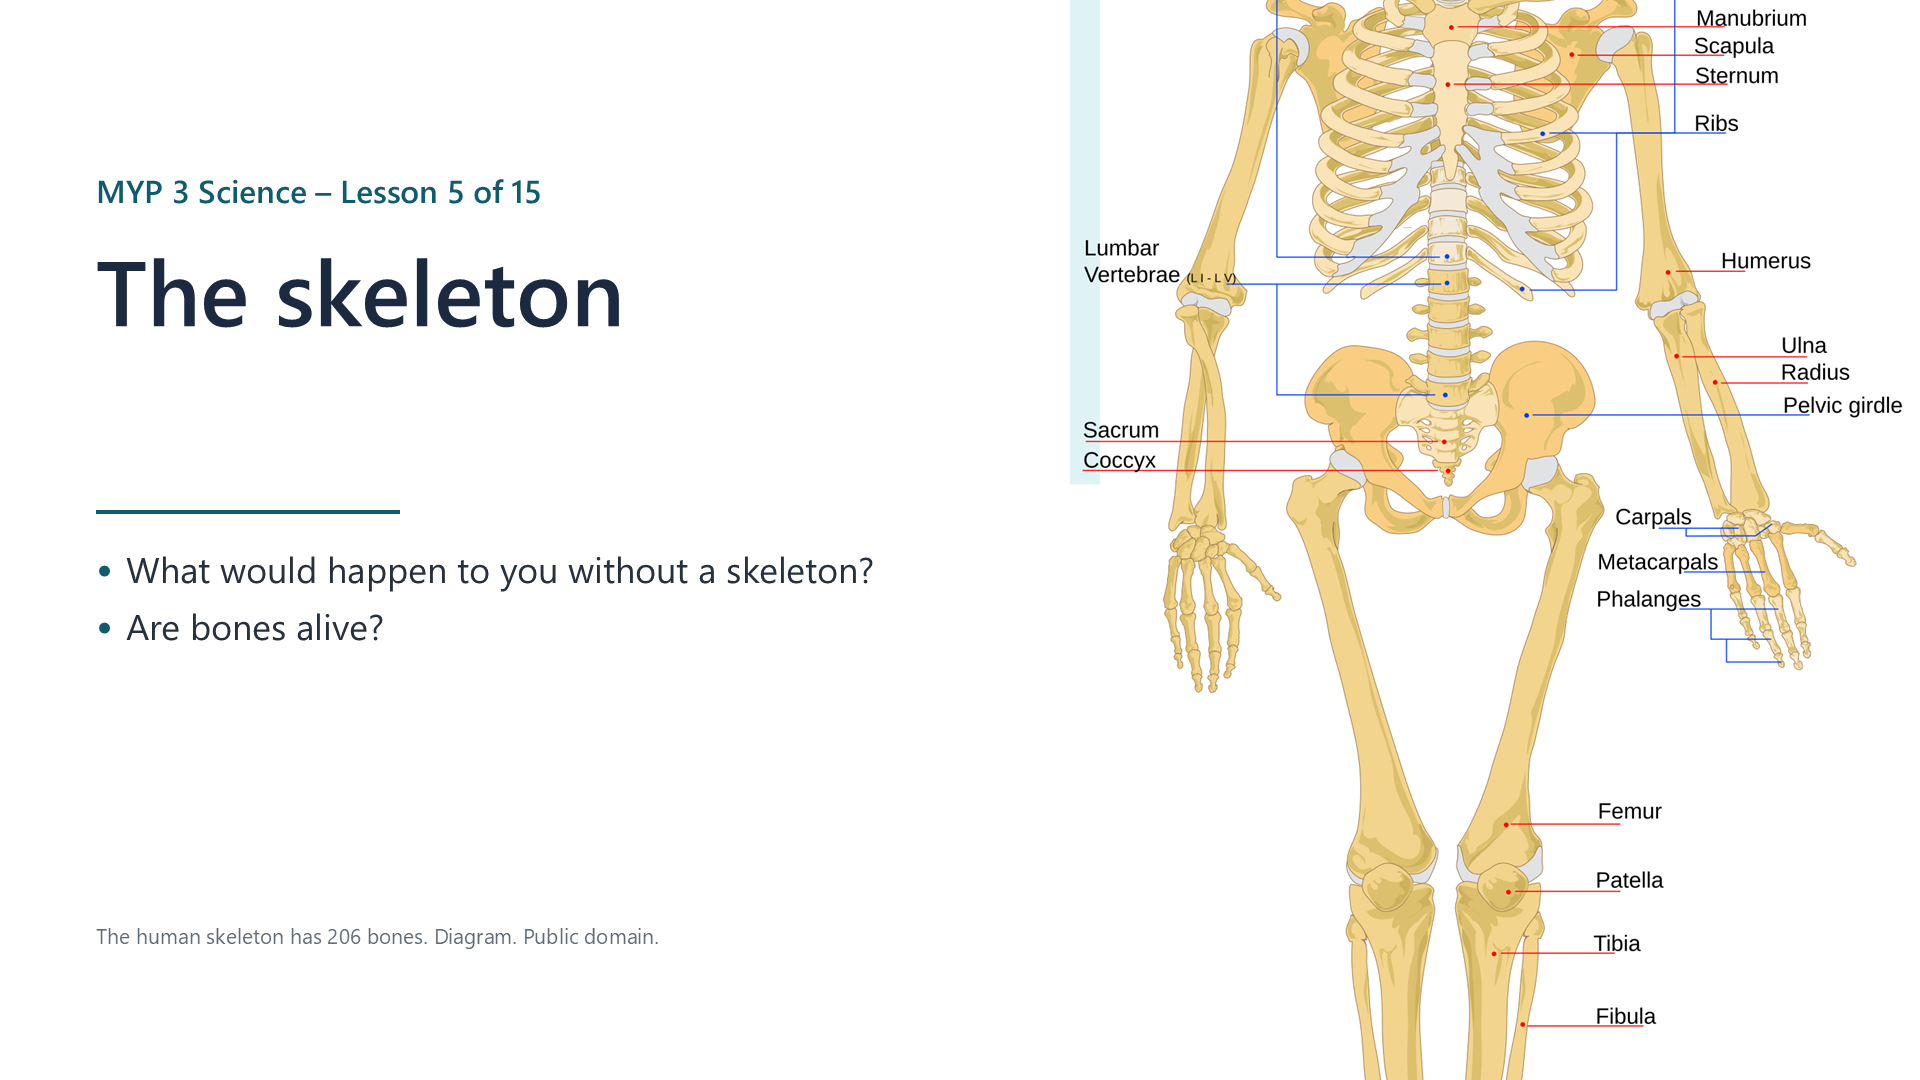 MYP 3 Science – Lesson 5 of 15
The skeleton
• What would happen to you without a skeleton?
• Are bones alive?
The human skeleton has 206 bones. Diagram. Public domain.
Manubrium
Scapula
Sternum
Ribs
Lumbar
Vertebrae (L I - L V)
Humerus
Ulna
Radius
Pelvic girdle
Sacrum
Coccyx
Carpals
Metacarpals
Phalanges
Femur
Patella
Tibia
Fibula